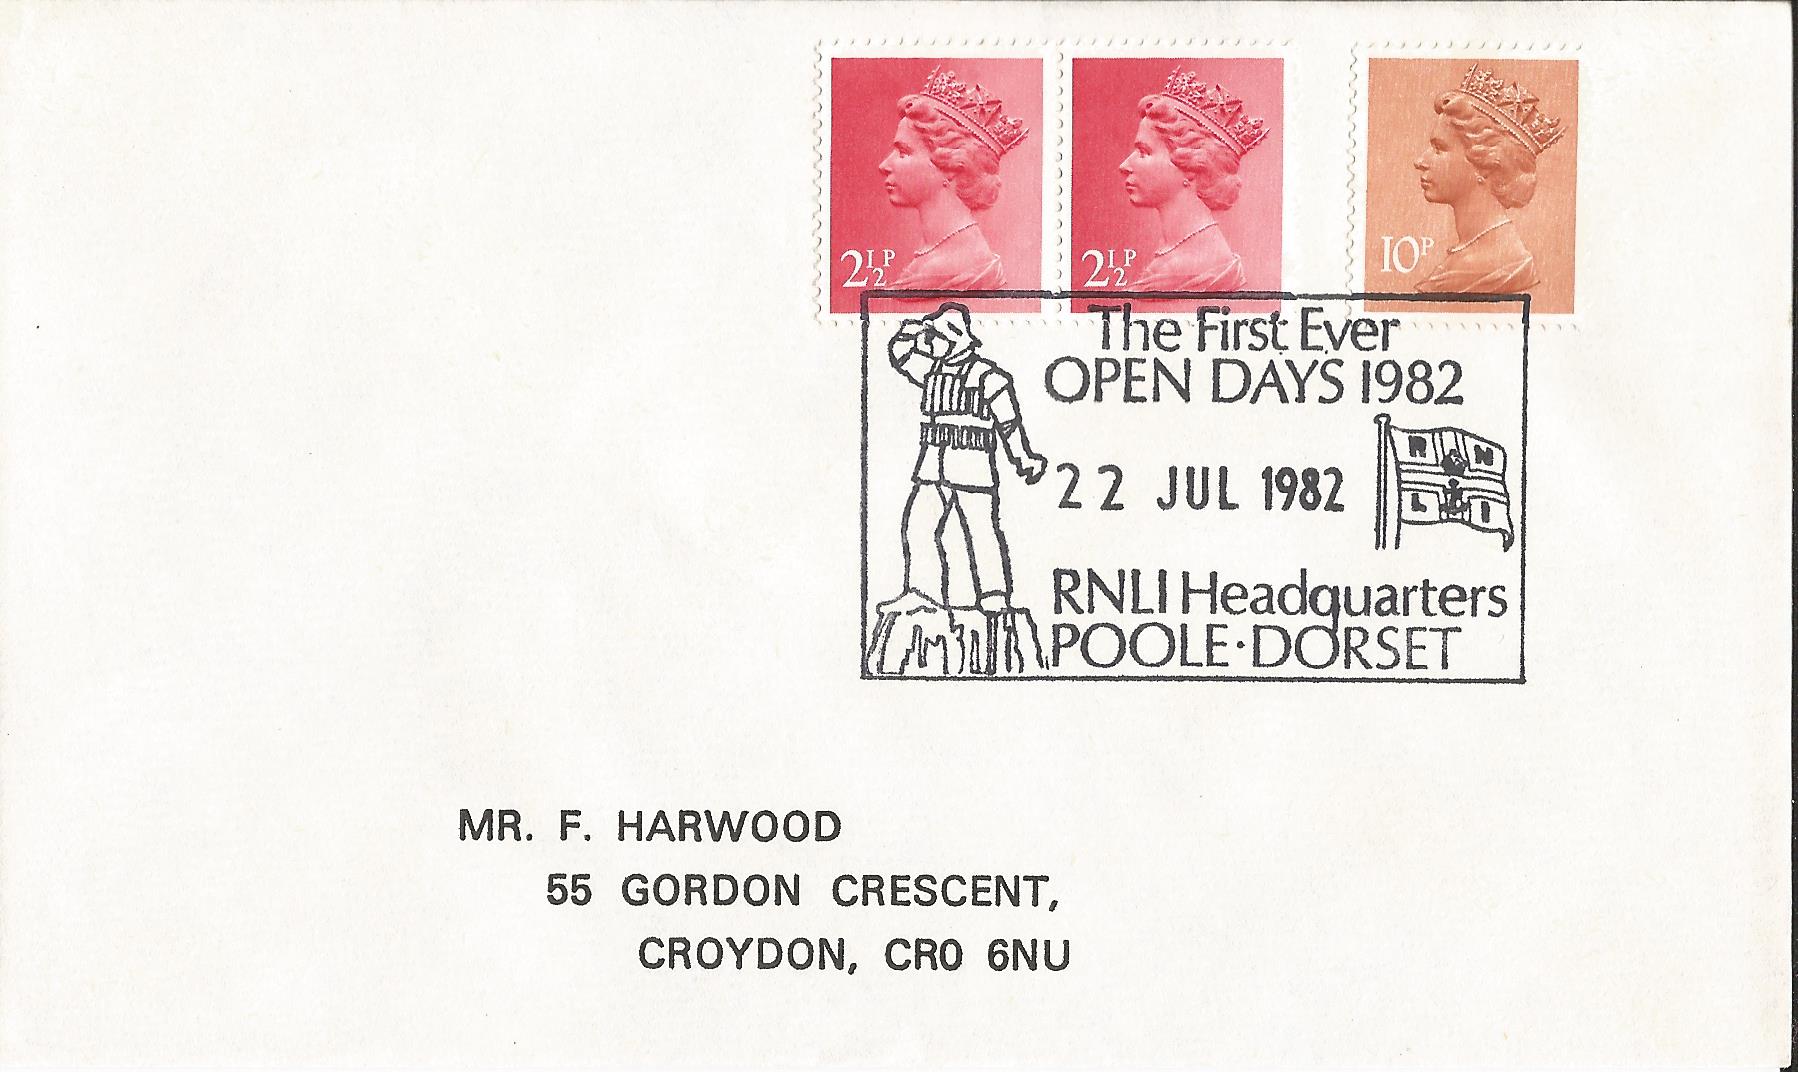 2½P
2½P
10P
The First Ever
OPEN DAYS 1982
22 JUL 1982
R N
L I
RNLI Headquarters
POOLE·DORSET
MR. F. HARWOOD
55 GORDON CRESCENT,
CROYDON, CR0 6NU